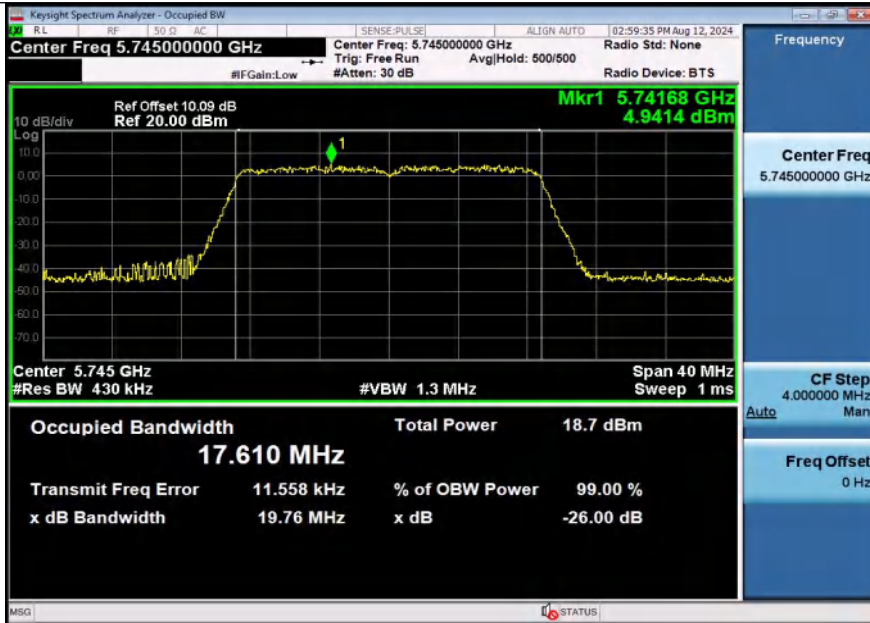 Keysight Spectrum Analyzer - Occupied BW
LXI RL RF 50 Ω AC SENSE:PULSE ALIGN AUTO 02:59:35 PM Aug 12, 2024
Center Freq 5.745000000 GHz
Center Freq: 5.745000000 GHz Radio Std: None
Trig: Free Run Avg|Hold: 500/500
#IFGain:Low #Atten: 30 dB Radio Device: BTS
Frequency
Ref Offset 10.09 dB Mkr1 5.74168 GHz
10 dB/div Ref 20.00 dBm 4.9414 dBm
Log
1
10.0
0.00
-10.0
-20.0
-30.0
-40.0
-50.0
-60.0
-70.0
Center 5.745 GHz Span 40 MHz
#Res BW 430 kHz #VBW 1.3 MHz Sweep 1 ms
Occupied Bandwidth Total Power 18.7 dBm
17.610 MHz
Transmit Freq Error 11.558 kHz % of OBW Power 99.00 %
x dB Bandwidth 19.76 MHz x dB -26.00 dB
Center Freq
5.745000000 GHz
CF Step
4.000000 MHz
Auto Man
Freq Offset
0 Hz
MSG STATUS